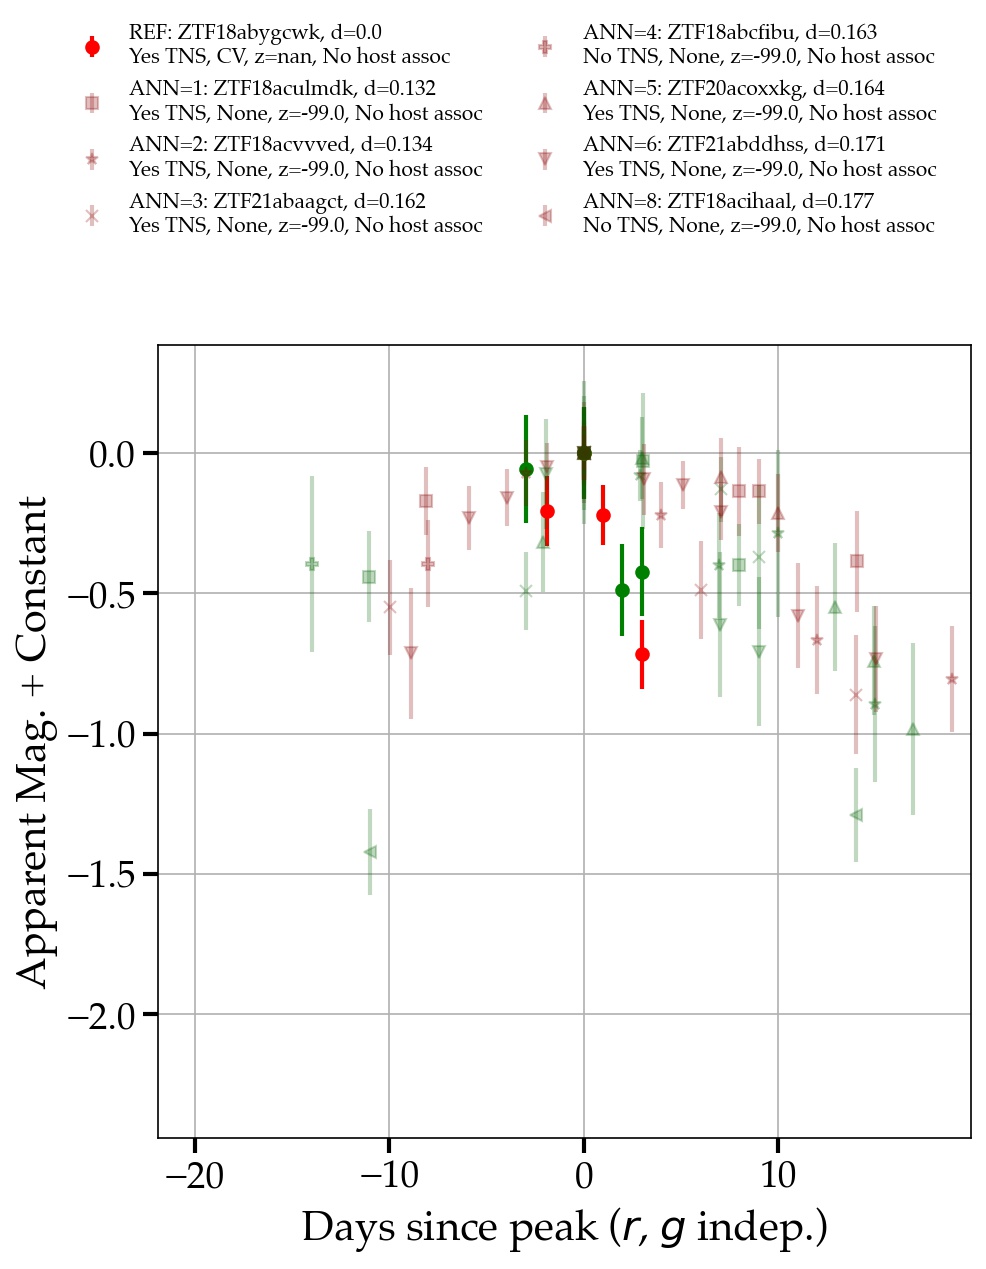 REF: ZTF18abygcwk, d=0.0
Yes TNS, CV, z=nan, No host assoc
ANN=1: ZTF18aculmdk, d=0.132
Yes TNS, None, z=-99.0, No host assoc
ANN=2: ZTF18acvvved, d=0.134
Yes TNS, None, z=-99.0, No host assoc
ANN=3: ZTF21abaagct, d=0.162
Yes TNS, None, z=-99.0, No host assoc
ANN=4: ZTF18abcfibu, d=0.163
No TNS, None, z=-99.0, No host assoc
ANN=5: ZTF20acoxxkg, d=0.164
Yes TNS, None, z=-99.0, No host assoc
ANN=6: ZTF21abddhss, d=0.171
Yes TNS, None, z=-99.0, No host assoc
ANN=8: ZTF18acihaal, d=0.177
No TNS, None, z=-99.0, No host assoc
Apparent Mag. + Constant
0.0
−0.5
−1.0
−1.5
−2.0
−20
−10
0
10
Days since peak (r, g indep.)